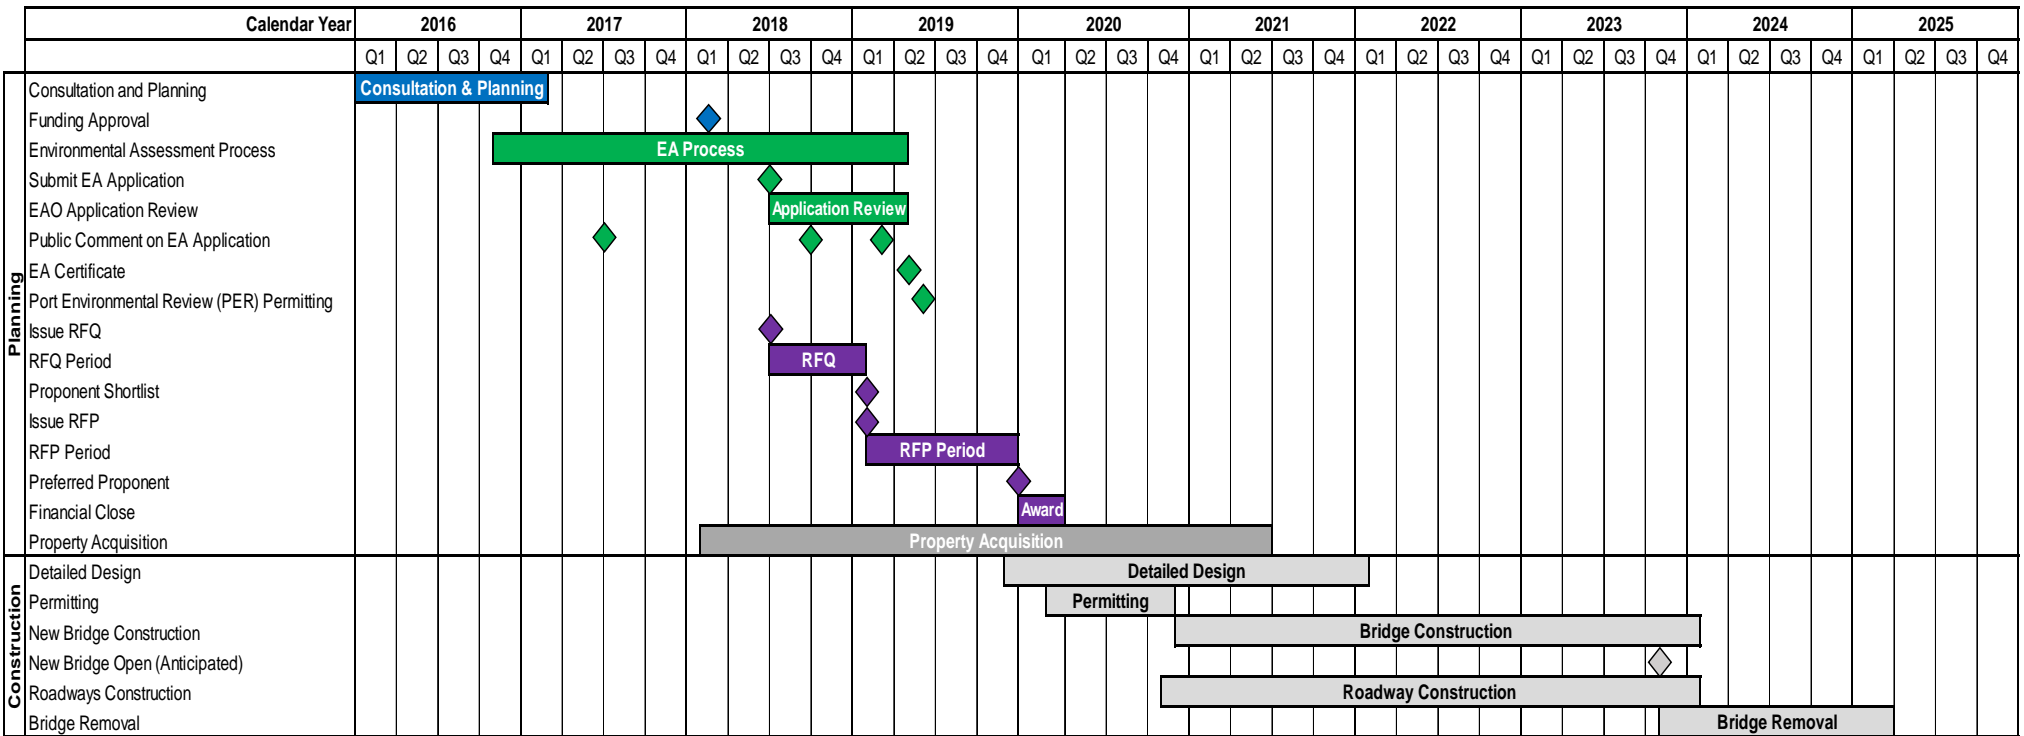 Calendar Year 2016 2017 2018 2019 2020 2021 2022 2023 2024 2025
Q1 Q2 Q3 Q4 Q1 Q2 Q3 Q4 Q1 Q2 Q3 Q4 Q1 Q2 Q3 Q4 Q1 Q2 Q3 Q4 Q1 Q2 Q3 Q4 Q1 Q2 Q3 Q4 Q1 Q2 Q3 Q4 Q1 Q2 Q3 Q4 Q1 Q2 Q3 Q4
Planning
Consultation and Planning Consultation & Planning
Funding Approval
Environmental Assessment Process EA Process
Submit EA Application
EAO Application Review Application Review
Public Comment on EA Application
EA Certificate
Port Environmental Review (PER) Permitting
Issue RFQ
RFQ Period RFQ
Proponent Shortlist
Issue RFP
RFP Period RFP Period
Preferred Proponent
Financial Close Award
Property Acquisition Property Acquisition
Construction
Detailed Design Detailed Design
Permitting Permitting
New Bridge Construction Bridge Construction
New Bridge Open (Anticipated)
Roadways Construction Roadway Construction
Bridge Removal Bridge Removal